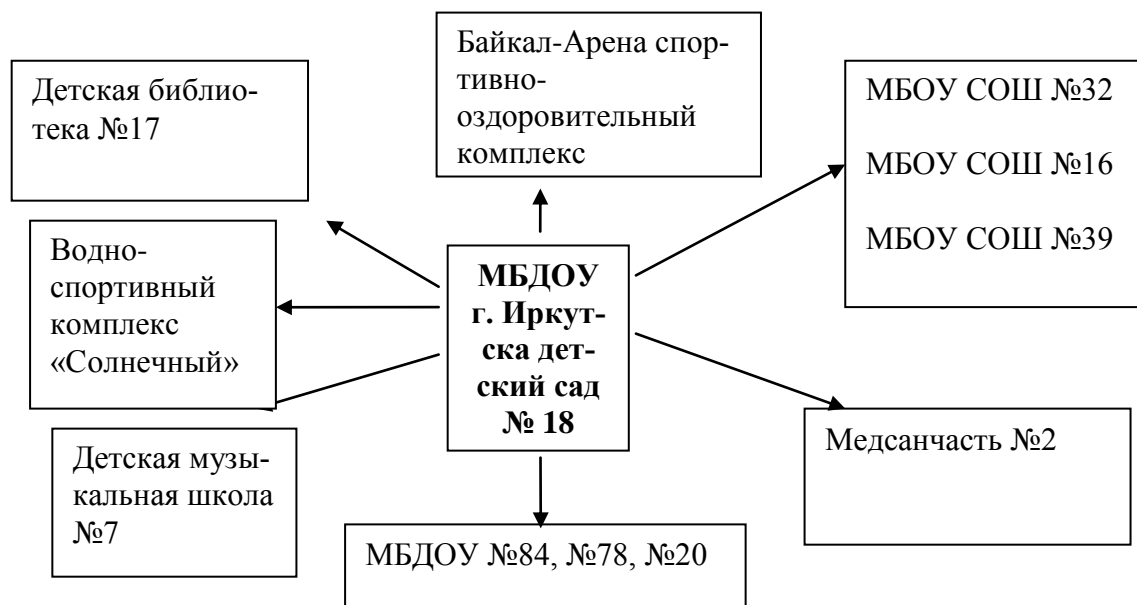 Байкал-Арена спор-
тивно-
оздоровительный
комплекс
Детская библио-
тека №17
МБОУ СОШ №32
МБОУ СОШ №16
МБОУ СОШ №39
Водно-
спортивный
комплекс
«Солнечный»
МБДОУ
г. Иркут-
ска дет-
ский сад
№ 18
Детская музы-
кальная школа
№7
Медсанчасть №2
МБДОУ №84, №78, №20